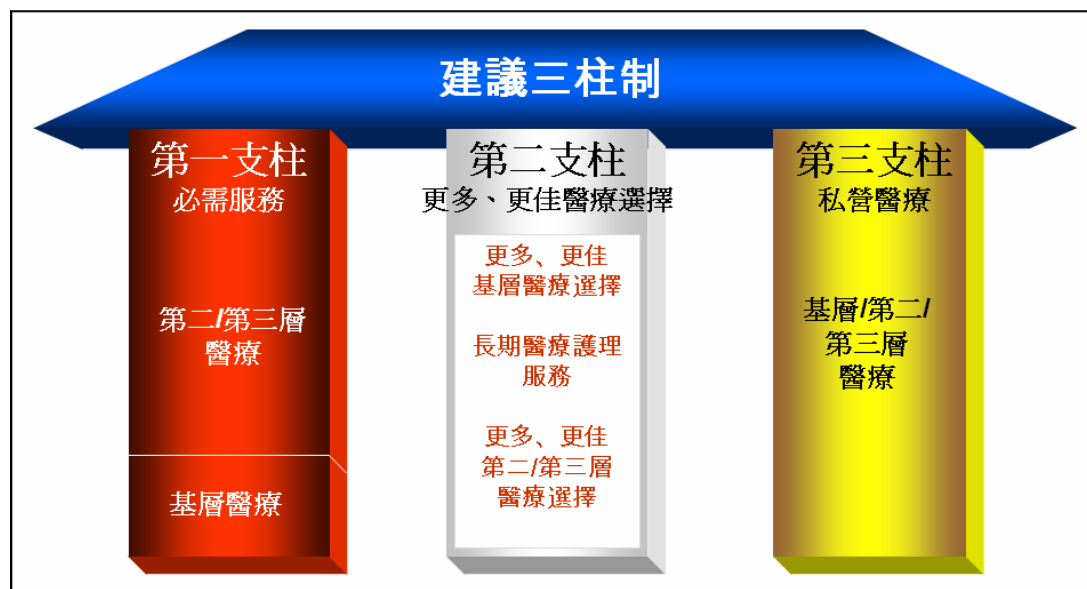 建議三柱制
第一支柱
必需服務
第二/第三層
醫療
基層醫療
第二支柱
更多、更佳醫療選擇
更多、更佳
基層醫療選擇
長期醫療護理
服務
更多、更佳
第二/第三層
醫療選擇
第三支柱
私營醫療
基層/第二/
第三層
醫療